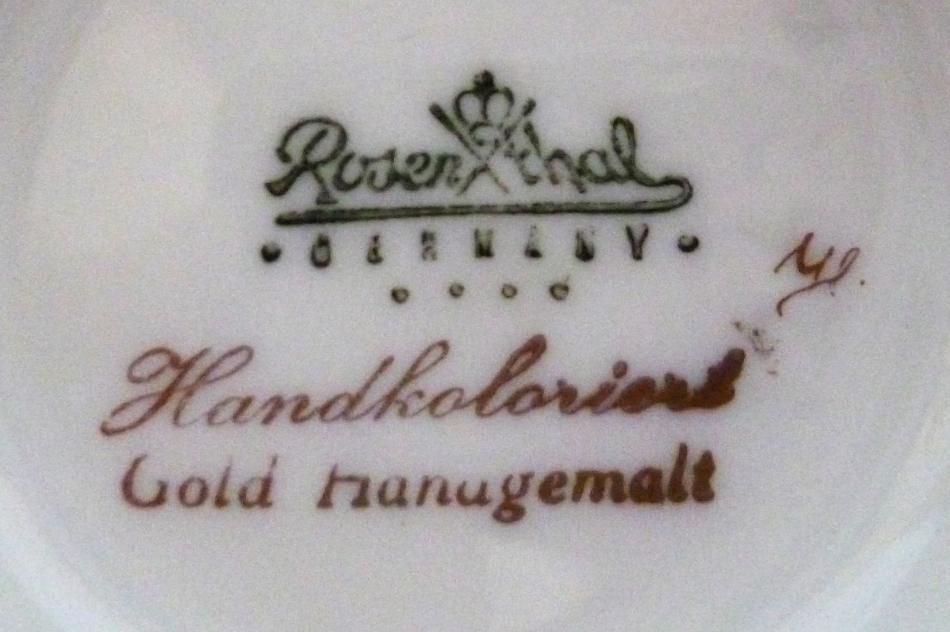 Rosenthal
• GERMANY •
Handkoloriert
Gold Handgemalt